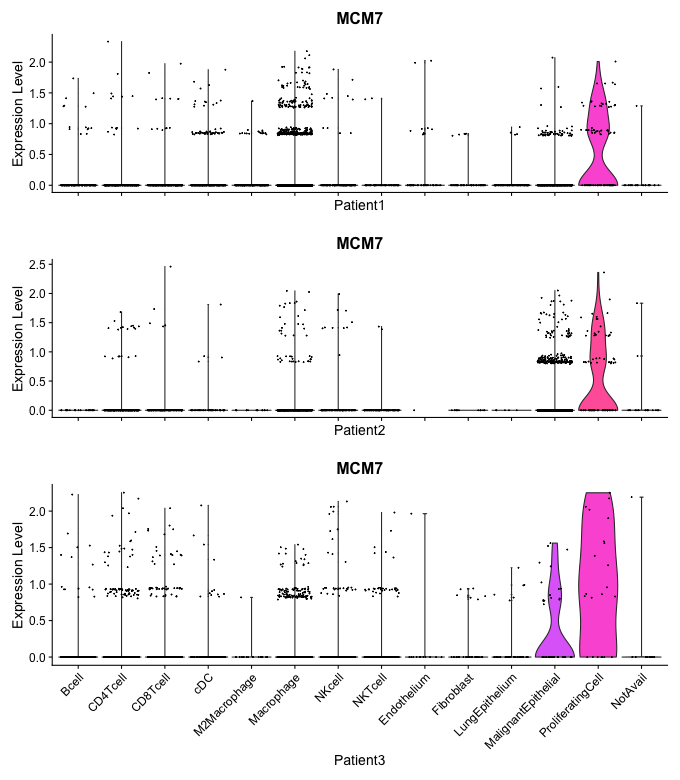 MCM7
Expression Level
2.0
1.5
1.0
0.5
0.0
Patient1
MCM7
Expression Level
2.5
2.0
1.5
1.0
0.5
0.0
Patient2
MCM7
Expression Level
2.0
1.5
1.0
0.5
0.0
Bcell
CD4Tcell
CD8Tcell
cDC
M2Macrophage
Macrophage
NKcell
NKTcell
Endothelium
Fibroblast
LungEpithelium
MalignantEpithelial
ProliferatingCell
NotAvail
Patient3